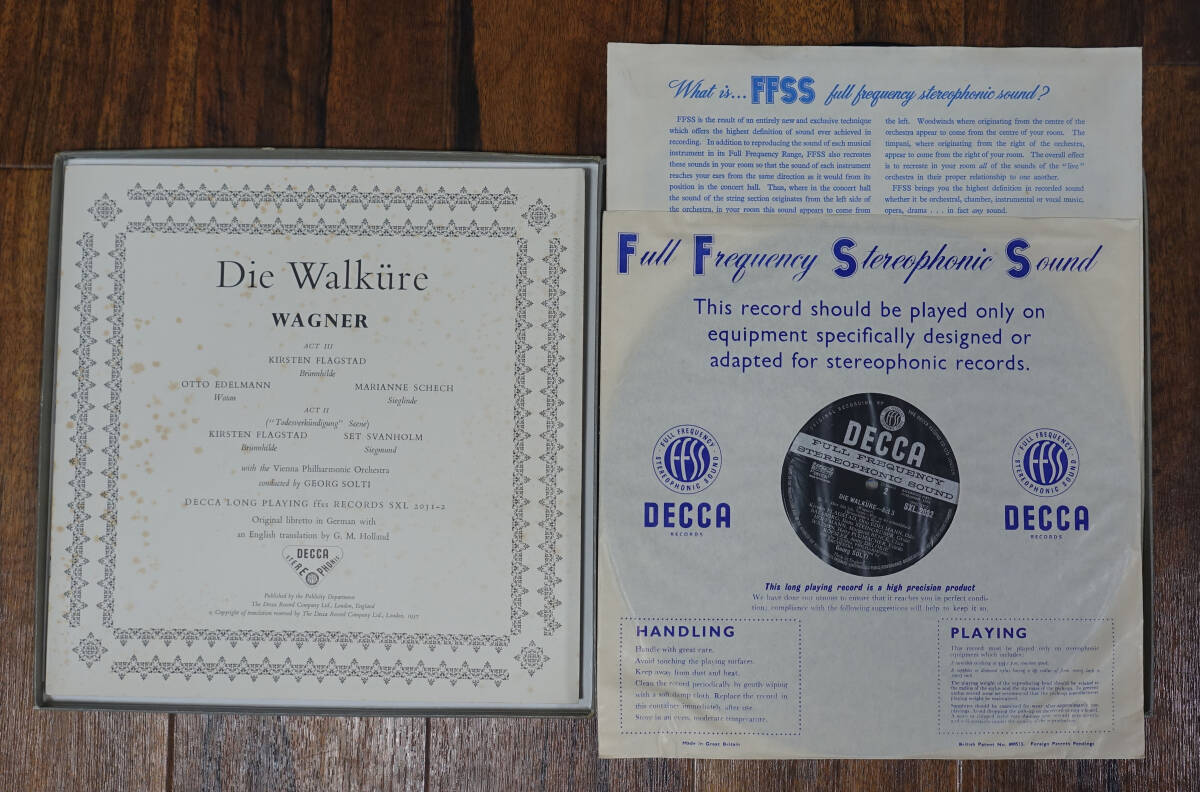 Die Walküre
WAGNER
ACT III
KIRSTEN FLAGSTAD
Brünnhilde
OTTO EDELMANN
Wotan
MARIANNE SCHECH
Sieglinde
ACT II
("Todesverkündigung" Scene)
KIRSTEN FLAGSTAD
Brünnhilde
SET SVANHOLM
Siegmund
with the Vienna Philharmonic Orchestra
conducted by GEORG SOLTI
DECCA LONG PLAYING ffss RECORDS SXL 2031-2
Original libretto in German with
an English translation by G. M. Holland
DECCA
STEREOPHONIC
Published by the Publicity Department
The Decca Record Company Ltd., London, England
© Copyright of translation reserved by The Decca Record Company Ltd., London, 1957
What is... FFSS full frequency stereophonic sound?
FFSS is the result of an entirely new and exclusive technique
which offers the highest definition of sound ever achieved in
recording. In addition to reproducing the sound of each musical
instrument in its Full Frequency Range, FFSS also recreates
these sounds in your room so that the sound of each instrument
reaches your ears from the same direction as it would from its
position in the concert hall. Thus, where in the concert hall
the sound of the string section originates from the left side of
the orchestra, in your room this sound appears to come from
the left. Woodwinds where originating from the centre of the
orchestra appear to come from the centre of your room. The
timpani, where originating from the right of the orchestra,
appear to come from the right of your room. The overall effect
is to recreate in your room all of the sounds of the "live"
orchestra in their proper relationship to one another.
FFSS brings you the highest definition in recorded sound
whether it be orchestral, chamber, instrumental or vocal music,
opera, drama . . . in fact any sound.
Full Frequency Stereophonic Sound
This record should be played only on
equipment specifically designed or
adapted for stereophonic records.
FULL FREQUENCY
FFSS
STEREOPHONIC SOUND
DECCA
RECORDS
DECCA
FULL FREQUENCY
STEREOPHONIC SOUND
2
DIE WALKÜRE
SXL. 2032
Georg SOLTI
FULL FREQUENCY
FFSS
STEREOPHONIC SOUND
DECCA
RECORDS
This long playing record is a high precision product
We have done our utmost to ensure that it reaches you in perfect condi-
tion; compliance with the following suggestions will help to keep it so.
HANDLING
Handle with great care.
Avoid touching the playing surfaces.
Keep away from dust and heat.
Clean the record periodically by gently wiping
with a soft damp cloth. Replace the record in
this container immediately after use.
Store in an even, moderate temperature.
PLAYING
This record must be played only on stereophonic
equipment which includes:
Made in Great Britain
British Patent No. Foreign Patents Pending